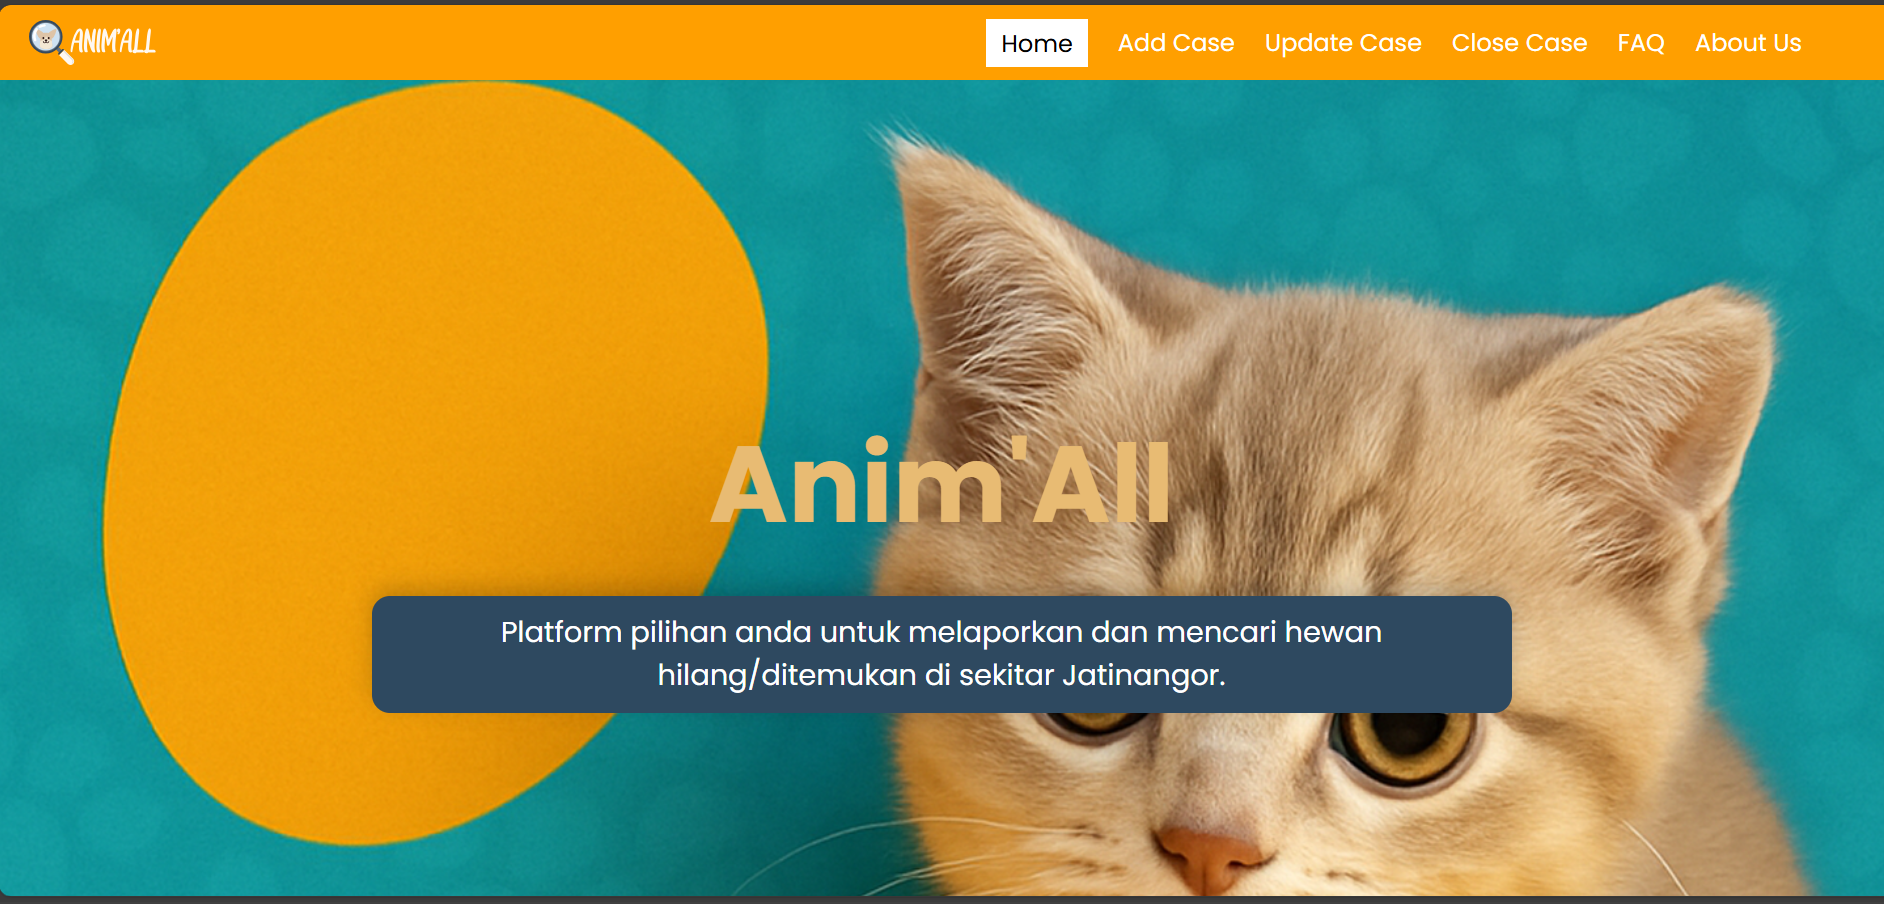 ANIM'ALL
Home Add Case Update Case Close Case FAQ About Us
Anim'All
Platform pilihan anda untuk melaporkan dan mencari hewan
hilang/ditemukan di sekitar Jatinangor.